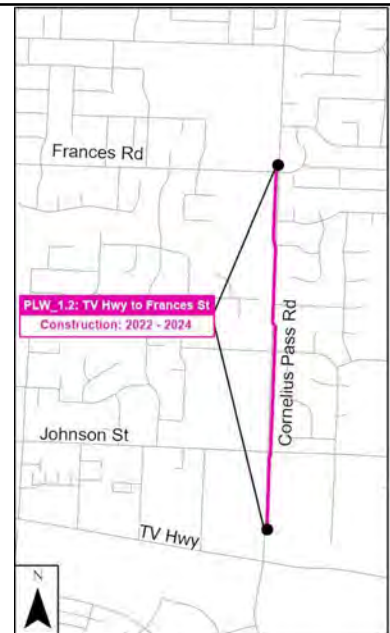 Frances Rd
PLW_1.2: TV Hwy to Frances St
Construction: 2022 - 2024
Cornelius Pass Rd
Johnson St
TV Hwy
N